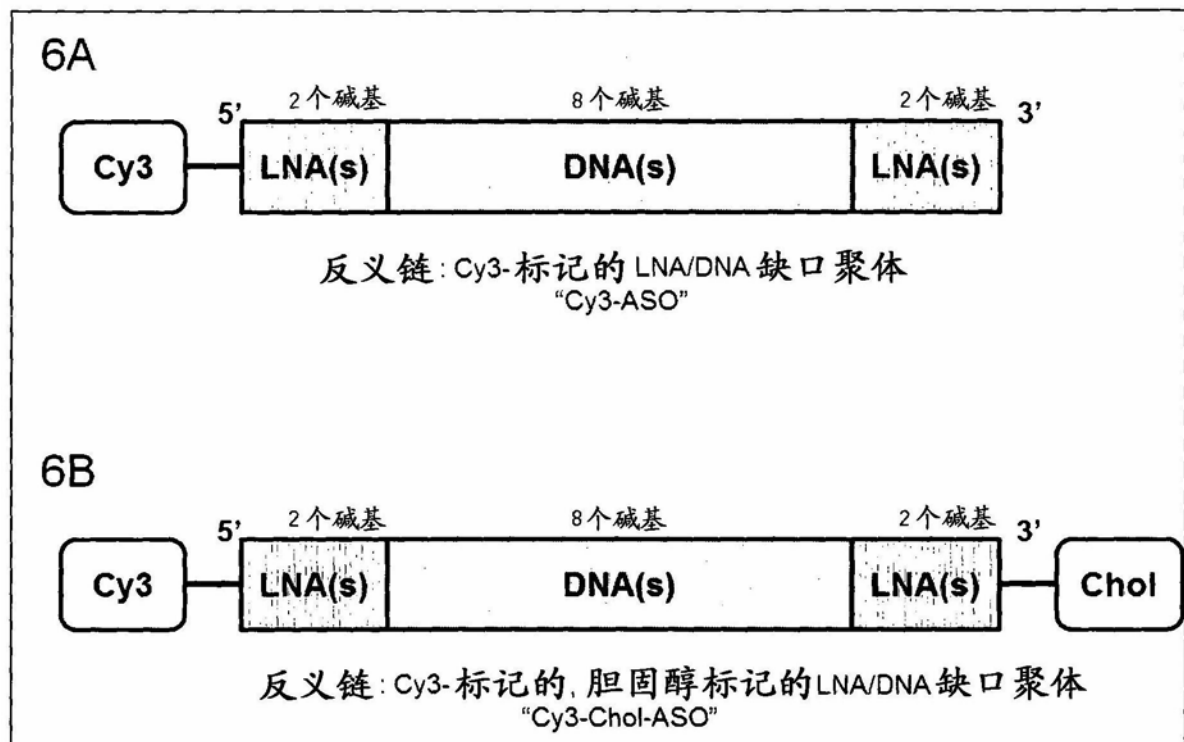 6A
5’ 2个碱基 8个碱基 2个碱基 3’
Cy3 LNA(s) DNA(s) LNA(s)
反义链:Cy3-标记的LNA/DNA缺口聚体
“Cy3-ASO”
6B
5’ 2个碱基 8个碱基 2个碱基 3’
Cy3 LNA(s) DNA(s) LNA(s) Chol
反义链:Cy3-标记的,胆固醇标记的LNA/DNA缺口聚体
“Cy3-Chol-ASO”